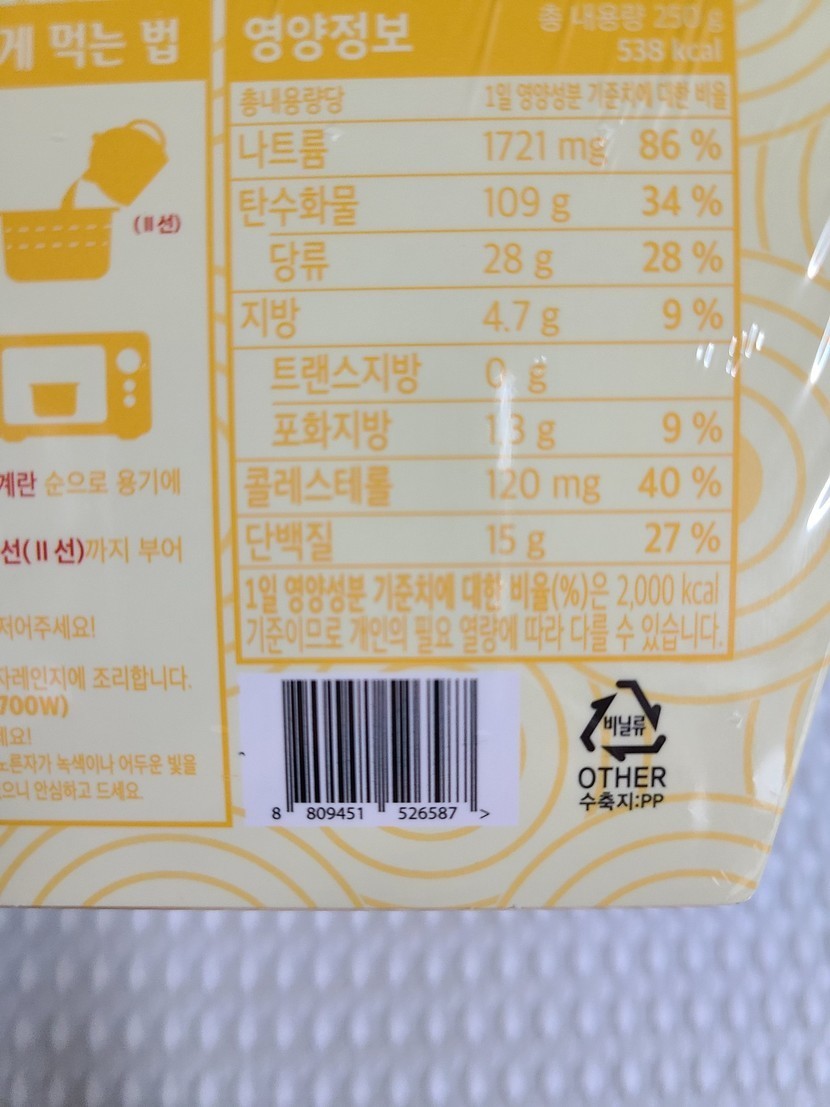 게 먹는 법
(Ⅱ선)
계란 순으로 용기에
선(Ⅱ선)까지 부어
저어주세요!
자레인지에 조리합니다.
700W)
세요!
노른자가 녹색이나 어두운 빛을
으니 안심하고 드세요.
영양정보
총 내용량 250 g
538 kcal
총내용량당 1일 영양성분 기준치에 대한 비율
나트륨 1721 mg 86 %
탄수화물 109 g 34 %
당류 28 g 28 %
지방 4.7 g 9 %
트랜스지방 0 g
포화지방 1.3 g 9 %
콜레스테롤 120 mg 40 %
단백질 15 g 27 %
1일 영양성분 기준치에 대한 비율(%)은 2,000 kcal
기준이므로 개인의 필요 열량에 따라 다를 수 있습니다.
8 809451 526587 >
비닐류
OTHER
수축지:PP